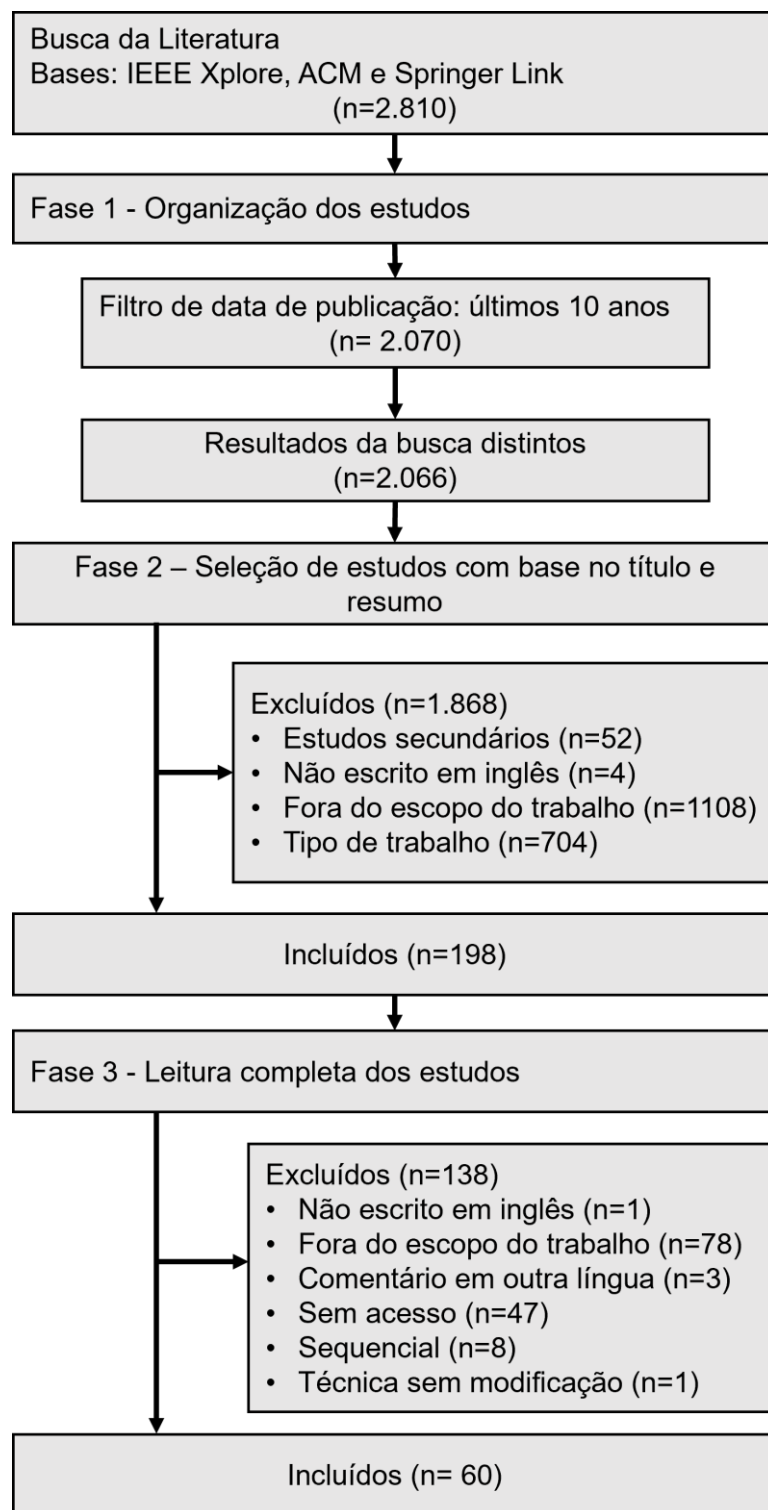 Busca da Literatura
Bases: IEEE Xplore, ACM e Springer Link
(n=2.810)
Fase 1 - Organização dos estudos
Filtro de data de publicação: últimos 10 anos
(n= 2.070)
Resultados da busca distintos
(n=2.066)
Fase 2 – Seleção de estudos com base no título e
resumo
Excluídos (n=1.868)
• Estudos secundários (n=52)
• Não escrito em inglês (n=4)
• Fora do escopo do trabalho (n=1108)
• Tipo de trabalho (n=704)
Incluídos (n=198)
Fase 3 - Leitura completa dos estudos
Excluídos (n=138)
• Não escrito em inglês (n=1)
• Fora do escopo do trabalho (n=78)
• Comentário em outra língua (n=3)
• Sem acesso (n=47)
• Sequencial (n=8)
• Técnica sem modificação (n=1)
Incluídos (n= 60)